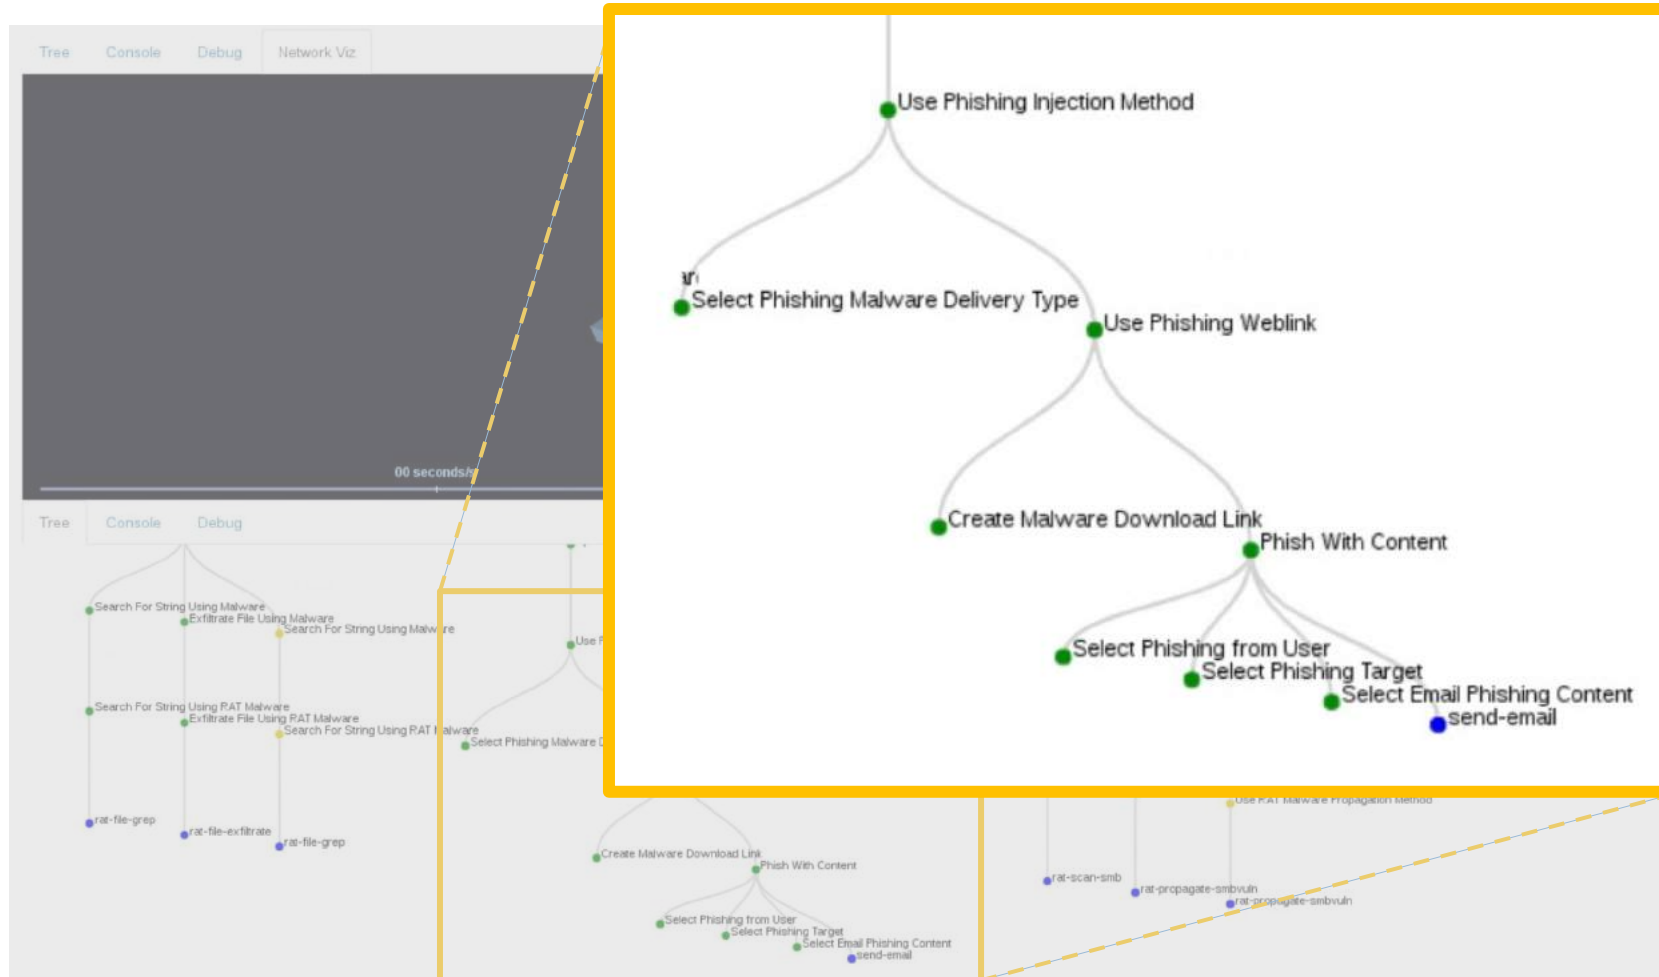 Tree Console Debug Network Viz
00 seconds/s
Tree Console Debug
Search For String Using Malware
Exfiltrate File Using Malware
Search For String Using Malware
Search For String Using RAT Malware
Exfiltrate File Using RAT Malware
Search For String Using RAT Malware
rat-file-grep
rat-file-exfiltrate
rat-file-grep
Use
Select Phishing Malware
Create Malware Download Link
Phish With Content
Select Phishing from User
Select Phishing Target
Select Email Phishing Content
send-email
Use Phishing Injection Method
Select Phishing Malware Delivery Type
Use Phishing Weblink
Create Malware Download Link
Phish With Content
Select Phishing from User
Select Phishing Target
Select Email Phishing Content
send-email
Use RAT Malware Propagation Method
rat-scan-smb
rat-propagate-smbvuln
rat-propagate-smbvuln